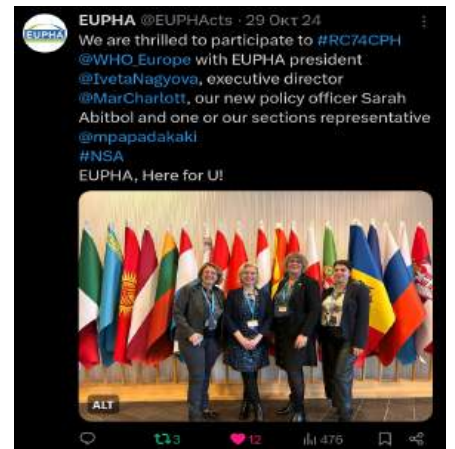 EUPHA @EUPHActs · 29 Окт 24
EUPHA
We are thrilled to participate to #RC74CPH
@WHO_Europe with EUPHA president
@IvetaNagyova, executive director
@MarCharlott, our new policy officer Sarah
Abitbol and one or our sections representative
@mpapadakaki
#NSA
EUPHA, Here for U!
ALT
3 12 476